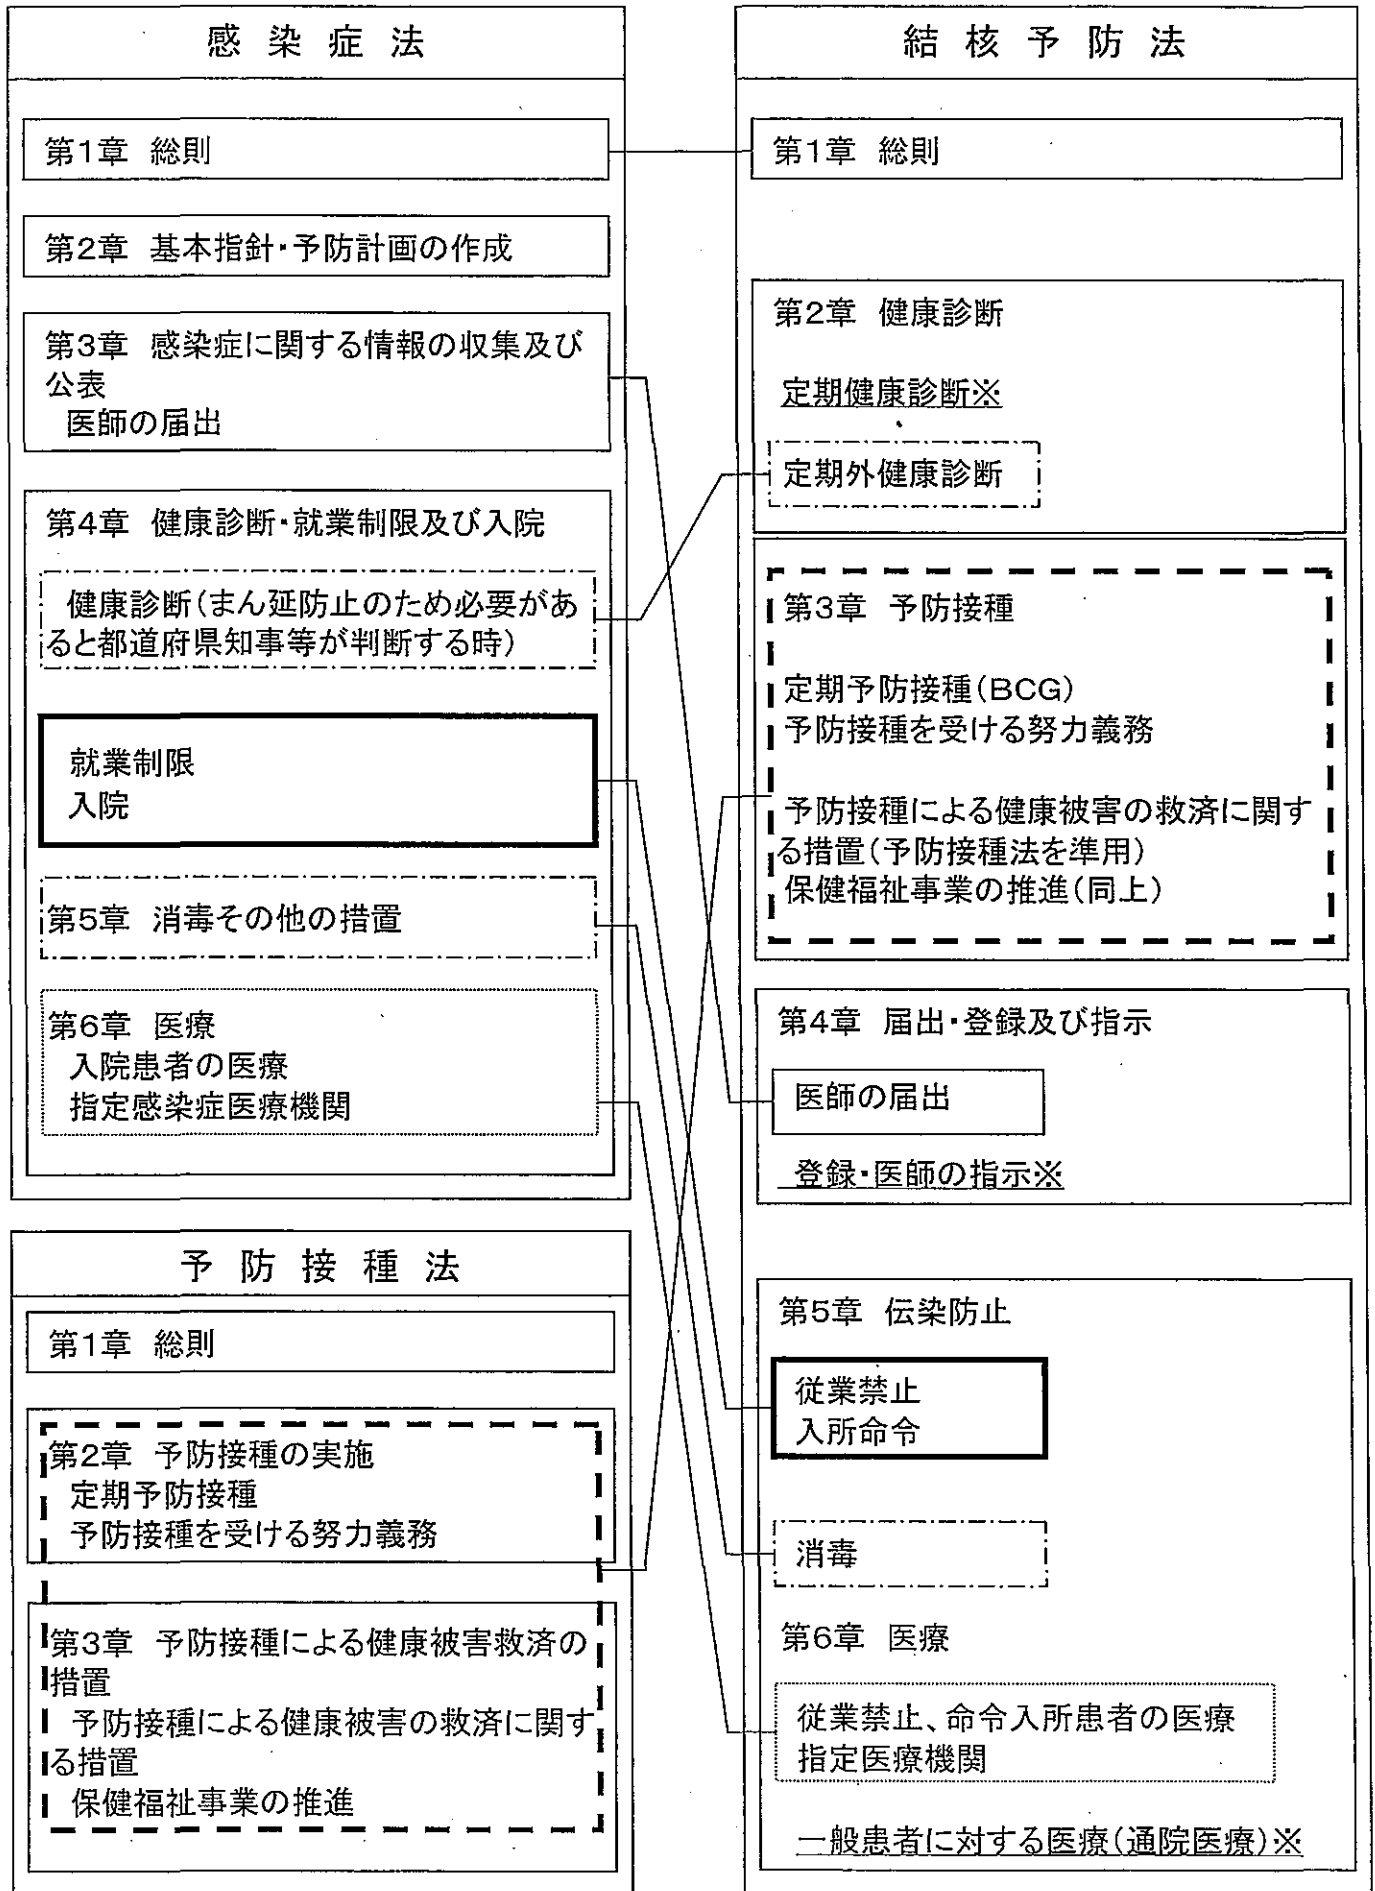 感染症法
第1章 総則
第2章 基本指針・予防計画の作成
第3章 感染症に関する情報の収集及び
公表
医師の届出
第4章 健康診断・就業制限及び入院
健康診断(まん延防止のため必要があ
ると都道府県知事等が判断する時)
就業制限
入院
第5章 消毒その他の措置
第6章 医療
入院患者の医療
指定感染症医療機関
予防接種法
第1章 総則
第2章 予防接種の実施
定期予防接種
予防接種を受ける努力義務
第3章 予防接種による健康被害救済の
措置
予防接種による健康被害の救済に関す
る措置
保健福祉事業の推進
結核予防法
第1章 総則
第2章 健康診断
定期健康診断※
定期外健康診断
第3章 予防接種
定期予防接種(BCG)
予防接種を受ける努力義務
予防接種による健康被害の救済に関す
る措置(予防接種法を準用)
保健福祉事業の推進(同上)
第4章 届出・登録及び指示
医師の届出
登録・医師の指示※
第5章 伝染防止
従業禁止
入所命令
消毒
第6章 医療
従業禁止、命令入所患者の医療
指定医療機関
一般患者に対する医療(通院医療)※